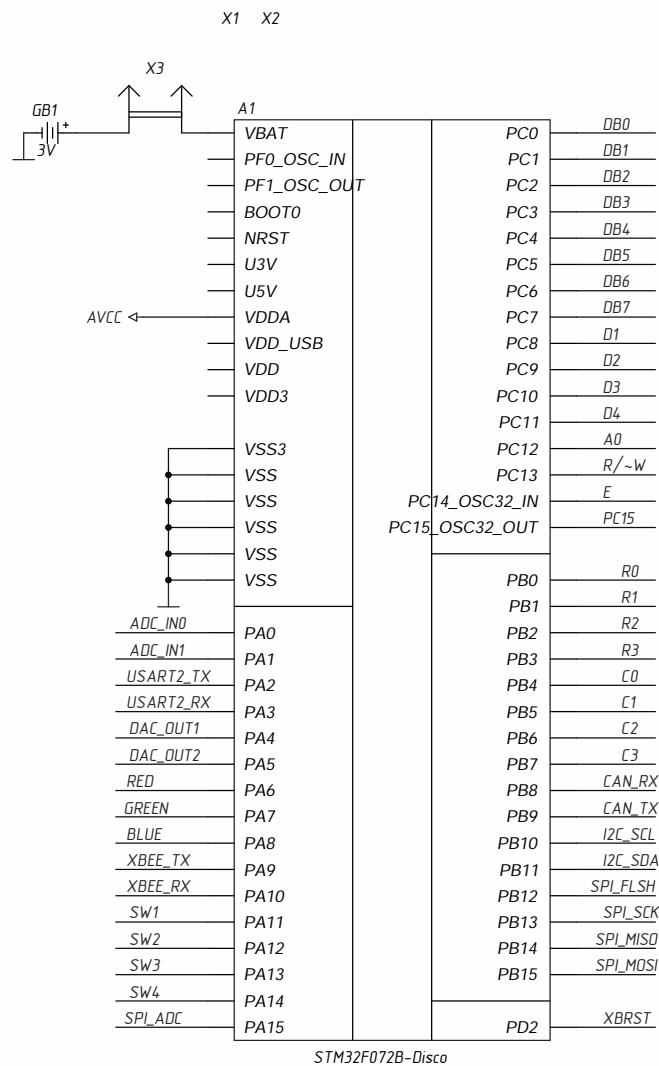 X1 X2
X3
GB1
+
3V
A1
VBAT PC0 DB0
PF0_OSC_IN PC1 DB1
PF1_OSC_OUT PC2 DB2
BOOT0 PC3 DB3
NRST PC4 DB4
U3V PC5 DB5
U5V PC6 DB6
AVCC VDDA PC7 DB7
VDD_USB PC8 D1
VDD PC9 D2
VDD3 PC10 D3
PC11 D4
VSS3 PC12 A0
VSS PC13 R/~W
VSS PC14_OSC32_IN E
VSS PC15_OSC32_OUT PC15
VSS
VSS PB0 R0
PB1 R1
ADC_IN0 PA0 PB2 R2
ADC_IN1 PA1 PB3 R3
USART2_TX PA2 PB4 C0
USART2_RX PA3 PB5 C1
DAC_OUT1 PA4 PB6 C2
DAC_OUT2 PA5 PB7 C3
RED PA6 PB8 CAN_RX
GREEN PA7 PB9 CAN_TX
BLUE PA8 PB10 I2C_SCL
XBEE_TX PA9 PB11 I2C_SDA
XBEE_RX PA10 PB12 SPI_FLSH
SW1 PA11 PB13 SPI_SCK
SW2 PA12 PB14 SPI_MISO
SW3 PA13 PB15 SPI_MOSI
SW4 PA14
SPI_ADC PA15 PD2 XBRST
STM32F072B-Disco